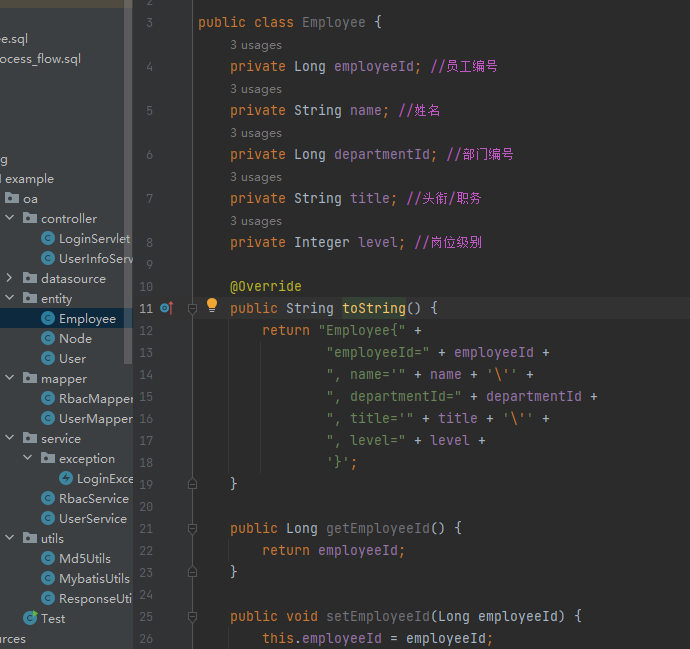 e.sql
ocess_flow.sql
g
example
oa
controller
LoginServlet
UserInfoServ
datasource
entity
Employee
Node
User
mapper
RbacMapper
UserMapper
service
exception
LoginExce
RbacService
UserService
utils
Md5Utils
MybatisUtils
ResponseUti
Test
urces
2
3 public class Employee {
3 usages
4 private Long employeeId; //员工编号
3 usages
5 private String name; //姓名
3 usages
6 private Long departmentId; //部门编号
3 usages
7 private String title; //头衔/职务
3 usages
8 private Integer level; //岗位级别
9
10 @Override
11 public String toString() {
12 return "Employee{" +
13 "employeeId=" + employeeId +
14 ", name='" + name + '\'' +
15 ", departmentId=" + departmentId +
16 ", title='" + title + '\'' +
17 ", level=" + level +
18 '}';
19 }
20
21 public Long getEmployeeId() {
22 return employeeId;
23 }
24
25 public void setEmployeeId(Long employeeId) {
26 this.employeeId = employeeId;